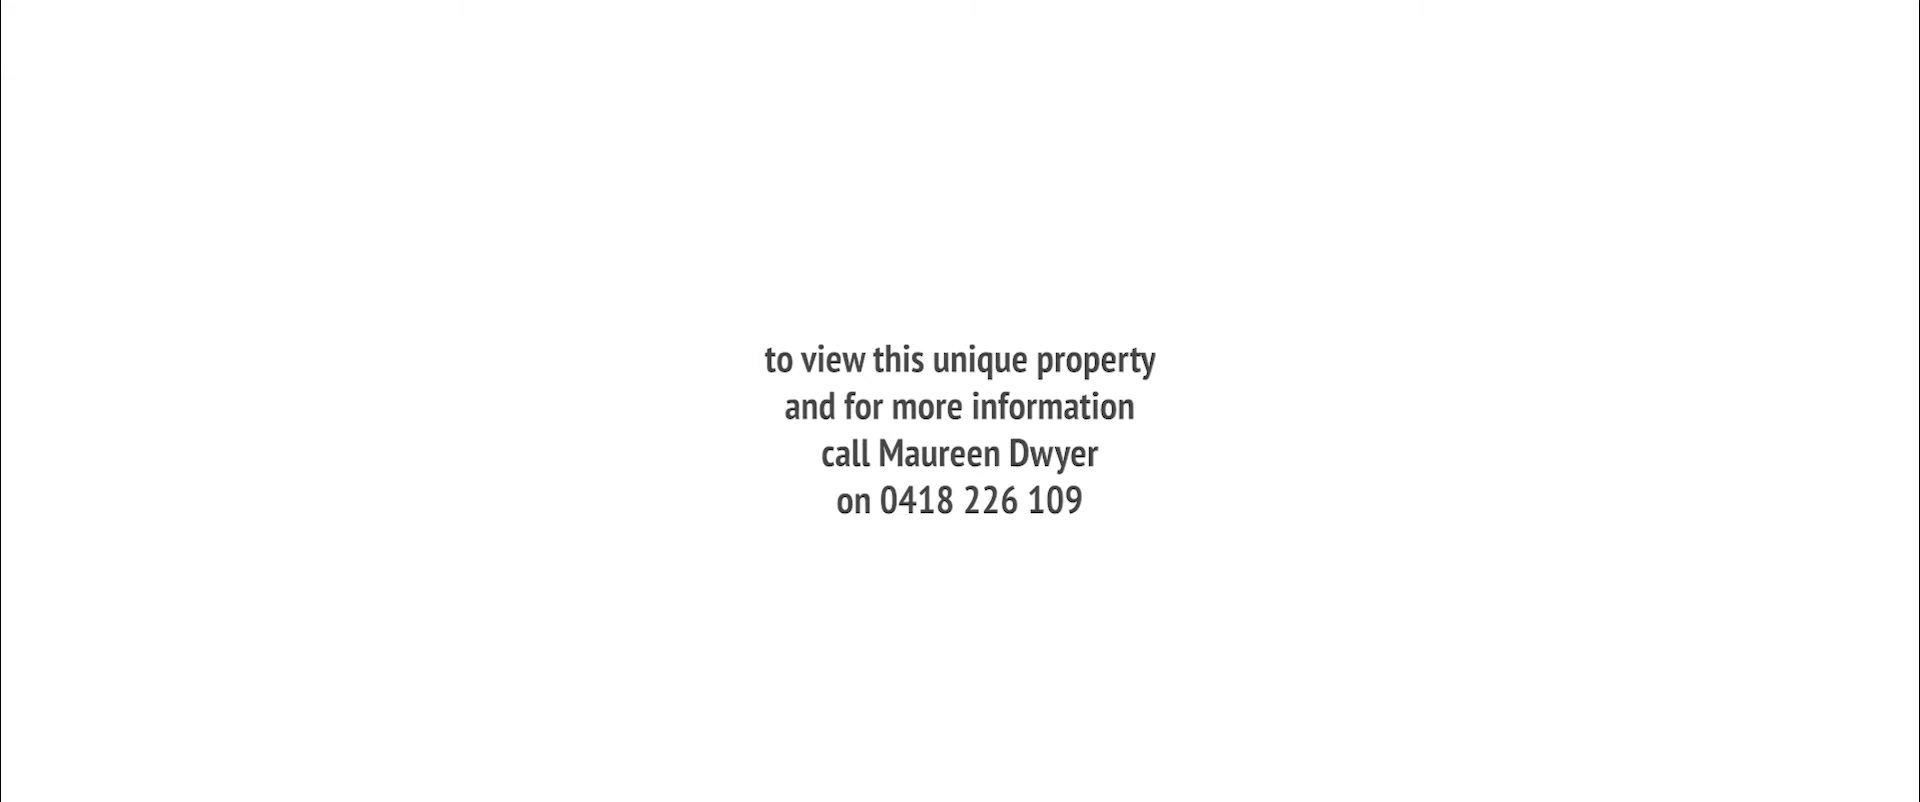 to view this unique property
and for more information
call Maureen Dwyer
on 0418 226 109